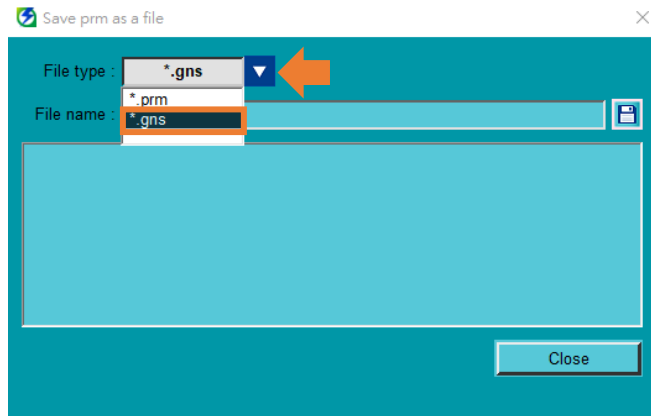 Save prm as a file
File type : *.gns
*.prm
File name : *.gns
Close